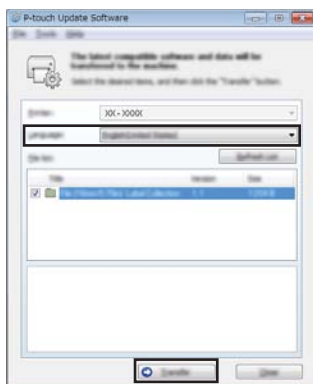 P-touch Update Software
File Tools Help
The latest compatible software and data will be
transferred to the machine.
Select the desired items, and then click the "Transfer" button.
Printer: XX-XXXX
Language: English(United States)
File list: Refresh List
Title Version Size
Transfer Close